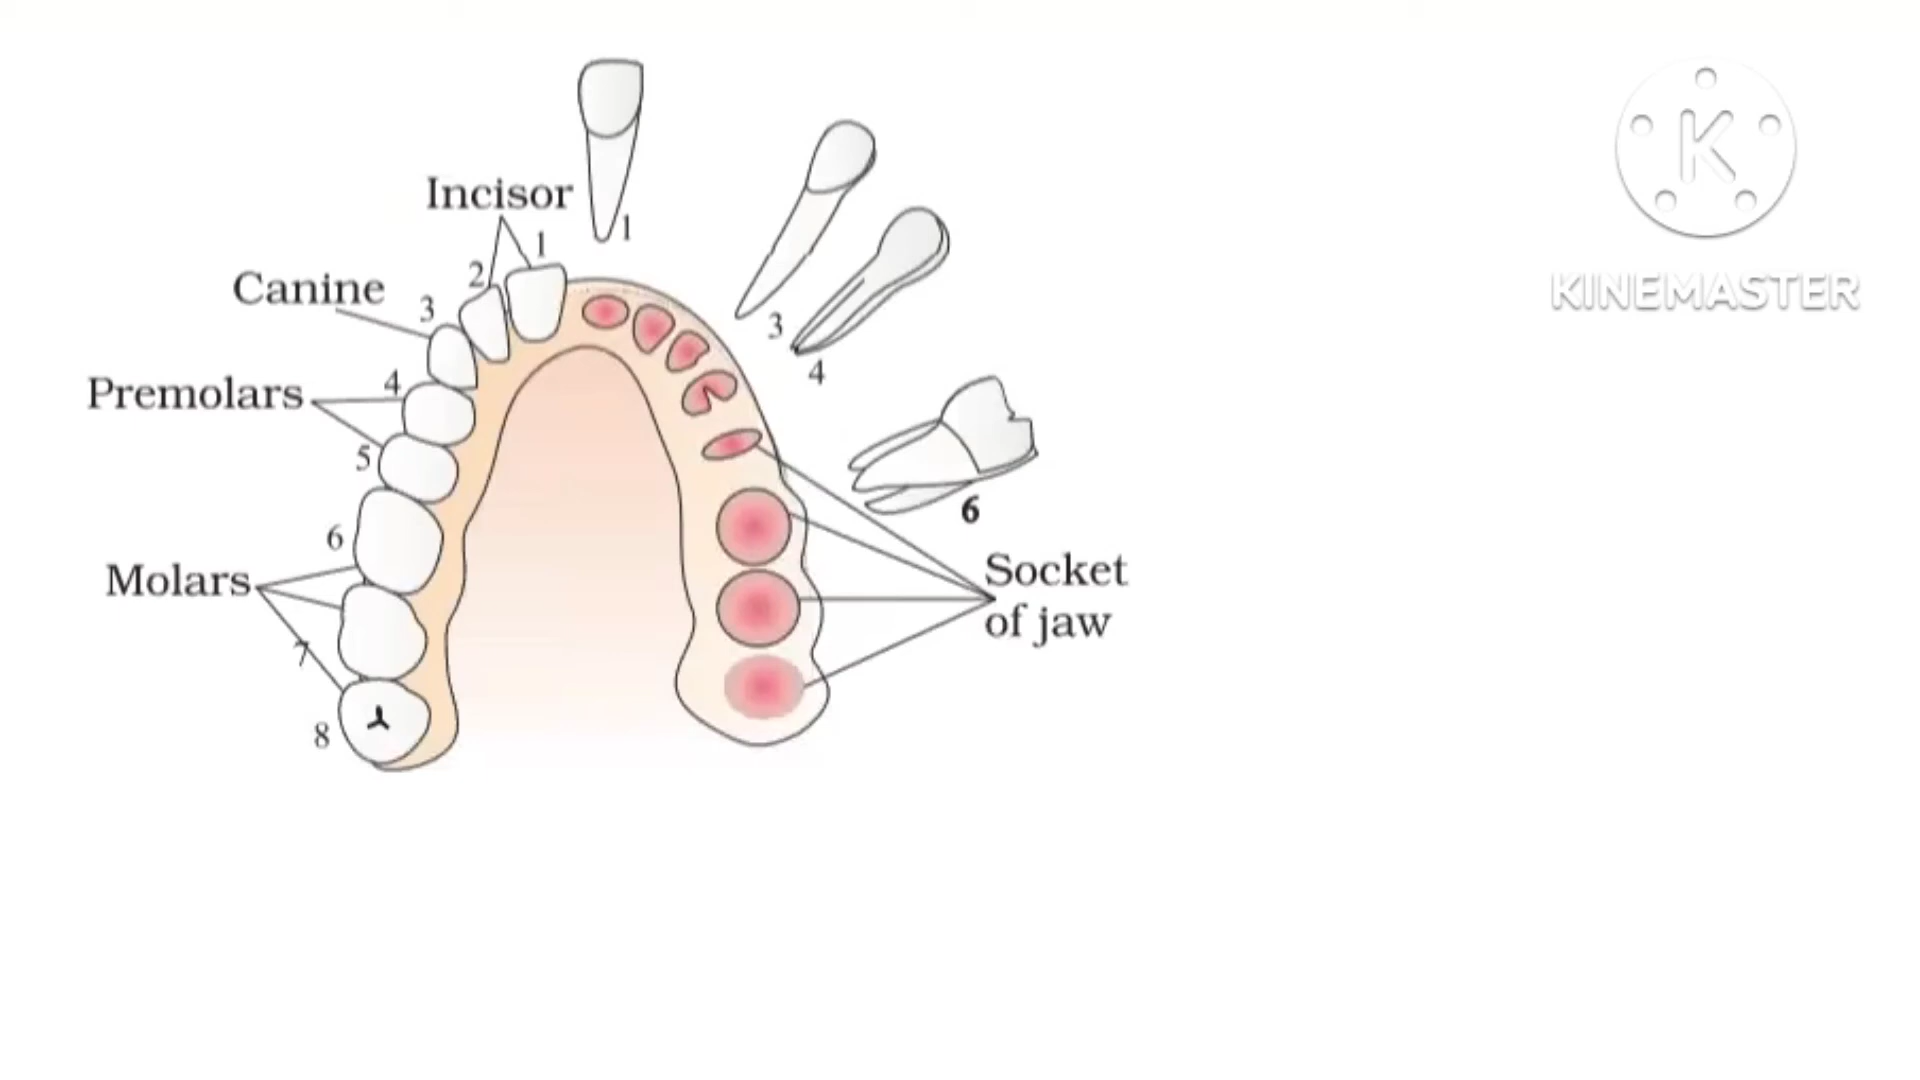 Incisor
1
1
2
Canine
3
3
4
Premolars
4
5
6
6
Molars
Socket
of jaw
7
8
K
KINEMASTER